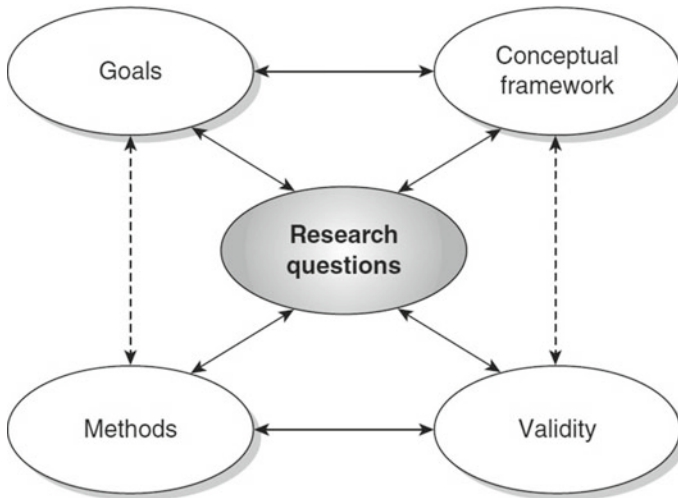 Goals
Conceptual
framework
Research
questions
Methods
Validity